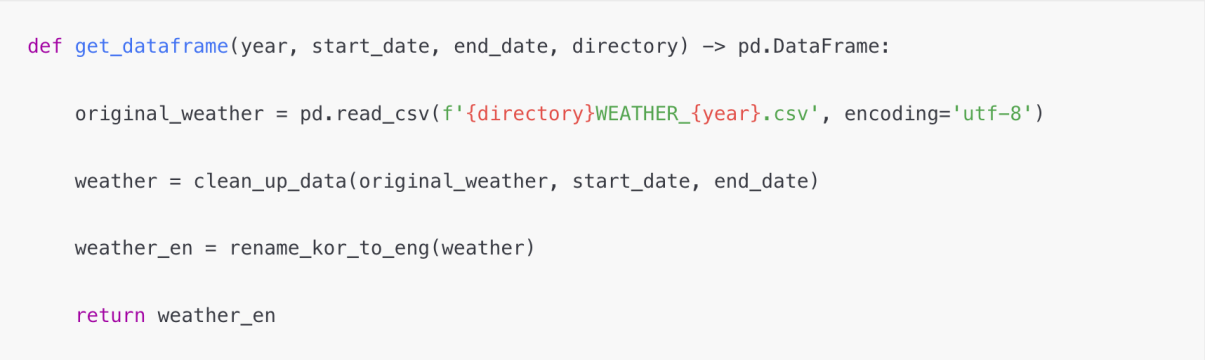 def get_dataframe(year, start_date, end_date, directory) -> pd.DataFrame:
original_weather = pd.read_csv(f'{directory}WEATHER_{year}.csv', encoding='utf-8')
weather = clean_up_data(original_weather, start_date, end_date)
weather_en = rename_kor_to_eng(weather)
return weather_en